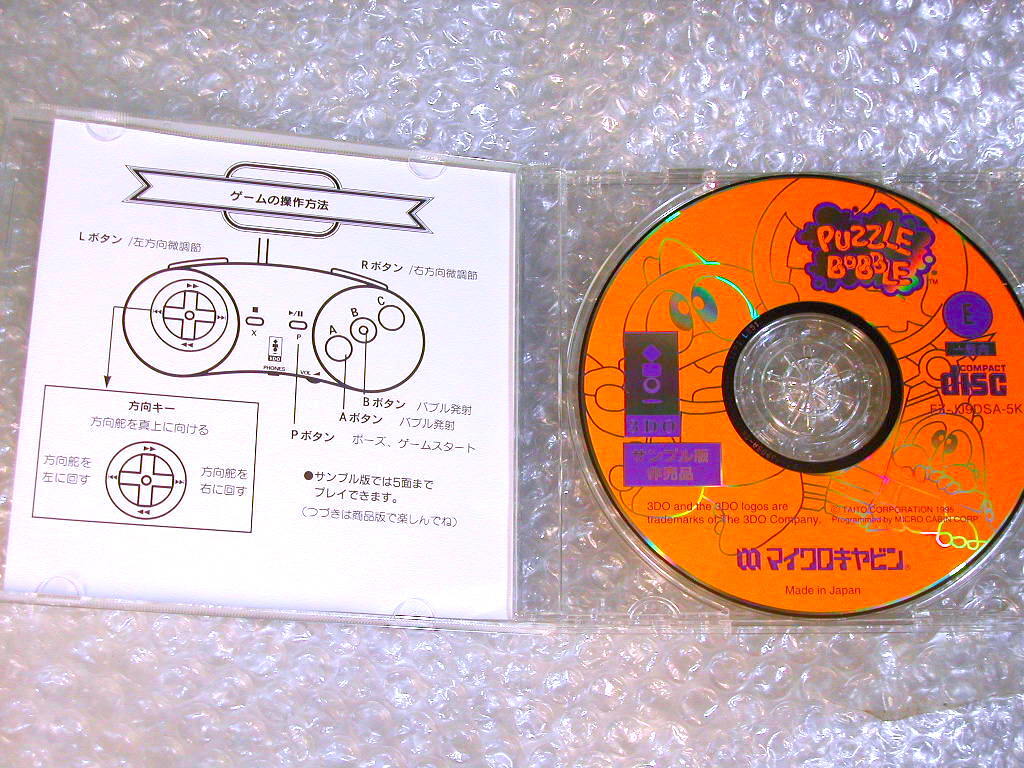 ゲームの操作方法
Lボタン /左方向微調節
Rボタン /右方向微調節
C
B
A
X
P
3DO
PHONES
VOL.
Bボタン バブル発射
Aボタン バブル発射
Pボタン ポーズ、ゲームスタート
方向キー
方向舵を真上に向ける
方向舵を
左に回す
方向舵を
右に回す
●サンプル版では5面まで
プレイできます。
(つづきは商品版で楽しんでね)
PUZZLE
BOBBLE
TM
E
COMPACT
disc
3DO
サンプル版
非売品
3DO and the 3DO logos are
trademarks of The 3DO Company.
© TAITO CORPORATION 1995
Programmed by MICRO CABIN CORP.
マイクロキャビン®
Made in Japan